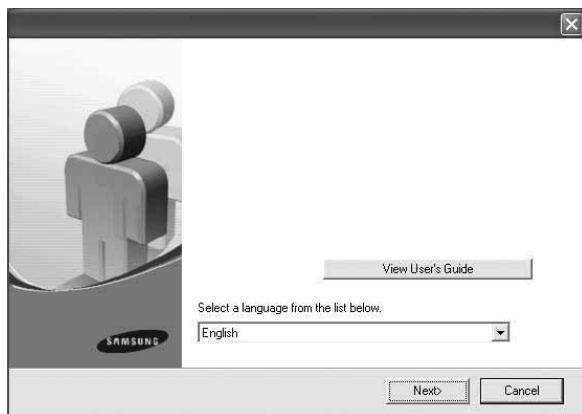 View User's Guide
Select a language from the list below.
English
SAMSUNG
Next>
Cancel